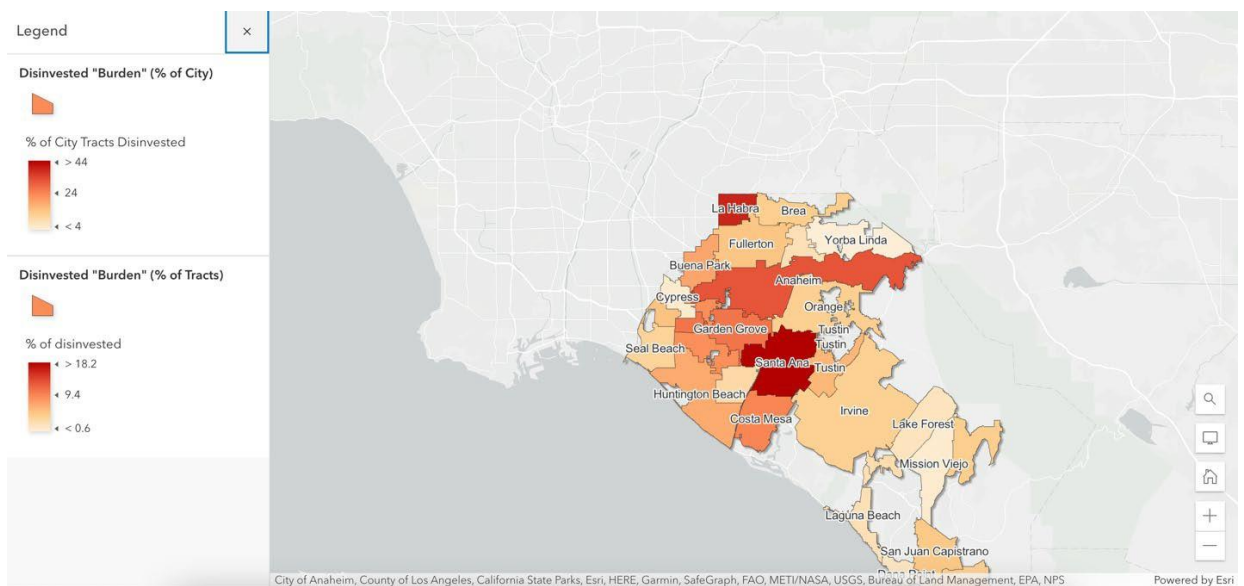 Legend
×
Disinvested "Burden" (% of City)
% of City Tracts Disinvested
> 44
24
< 4
Disinvested "Burden" (% of Tracts)
% of disinvested
> 18.2
9.4
< 0.6
La Habra
Brea
Fullerton
Yorba Linda
Buena Park
Anaheim
Cypress
Orange
Garden Grove
Tustin
Tustin
Seal Beach
Santa Ana
Tustin
Huntington Beach
Costa Mesa
Irvine
Lake Forest
Mission Viejo
Laguna Beach
San Juan Capistrano
Dana Point
City of Anaheim, County of Los Angeles, California State Parks, Esri, HERE, Garmin, SafeGraph, FAO, METI/NASA, USGS, Bureau of Land Management, EPA, NPS
Powered by Esri